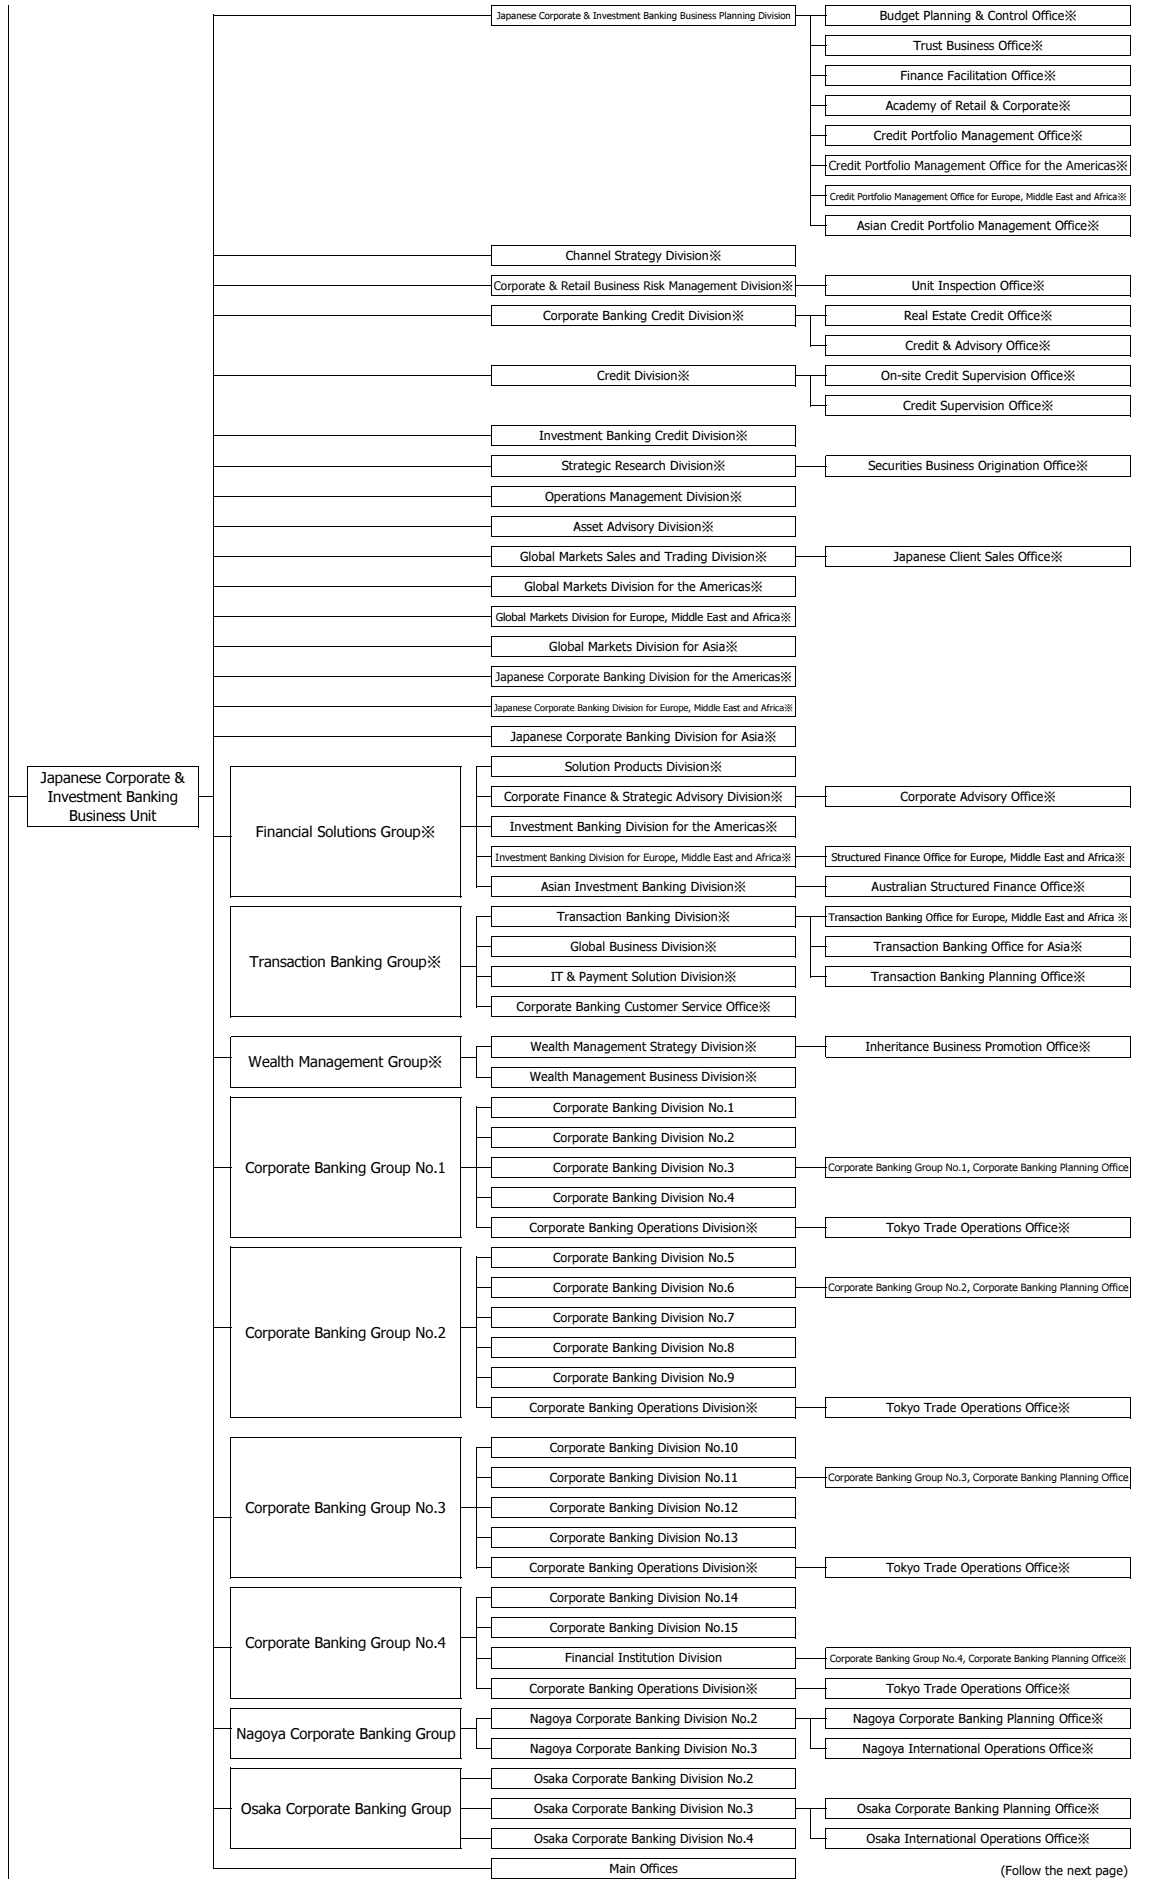 Japanese Corporate & Investment Banking Business Planning Division
Budget Planning & Control Office※
Trust Business Office※
Finance Facilitation Office※
Academy of Retail & Corporate※
Credit Portfolio Management Office※
Credit Portfolio Management Office for the Americas※
Credit Portfolio Management Office for Europe, Middle East and Africa※
Asian Credit Portfolio Management Office※
Channel Strategy Division※
Corporate & Retail Business Risk Management Division※
Unit Inspection Office※
Corporate Banking Credit Division※
Real Estate Credit Office※
Credit & Advisory Office※
Credit Division※
On-site Credit Supervision Office※
Credit Supervision Office※
Investment Banking Credit Division※
Strategic Research Division※
Securities Business Origination Office※
Operations Management Division※
Asset Advisory Division※
Global Markets Sales and Trading Division※
Japanese Client Sales Office※
Global Markets Division for the Americas※
Global Markets Division for Europe, Middle East and Africa※
Global Markets Division for Asia※
Japanese Corporate Banking Division for the Americas※
Japanese Corporate Banking Division for Europe, Middle East and Africa※
Japanese Corporate Banking Division for Asia※
Japanese Corporate &
Investment Banking
Business Unit
Financial Solutions Group※
Solution Products Division※
Corporate Finance & Strategic Advisory Division※
Corporate Advisory Office※
Investment Banking Division for the Americas※
Investment Banking Division for Europe, Middle East and Africa※
Structured Finance Office for Europe, Middle East and Africa※
Asian Investment Banking Division※
Australian Structured Finance Office※
Transaction Banking Group※
Transaction Banking Division※
Transaction Banking Office for Europe, Middle East and Africa ※
Global Business Division※
Transaction Banking Office for Asia※
IT & Payment Solution Division※
Transaction Banking Planning Office※
Corporate Banking Customer Service Office※
Wealth Management Group※
Wealth Management Strategy Division※
Inheritance Business Promotion Office※
Wealth Management Business Division※
Corporate Banking Group No.1
Corporate Banking Division No.1
Corporate Banking Division No.2
Corporate Banking Division No.3
Corporate Banking Group No.1, Corporate Banking Planning Office
Corporate Banking Division No.4
Corporate Banking Operations Division※
Tokyo Trade Operations Office※
Corporate Banking Group No.2
Corporate Banking Division No.5
Corporate Banking Division No.6
Corporate Banking Group No.2, Corporate Banking Planning Office
Corporate Banking Division No.7
Corporate Banking Division No.8
Corporate Banking Division No.9
Corporate Banking Operations Division※
Tokyo Trade Operations Office※
Corporate Banking Group No.3
Corporate Banking Division No.10
Corporate Banking Division No.11
Corporate Banking Group No.3, Corporate Banking Planning Office
Corporate Banking Division No.12
Corporate Banking Division No.13
Corporate Banking Operations Division※
Tokyo Trade Operations Office※
Corporate Banking Group No.4
Corporate Banking Division No.14
Corporate Banking Division No.15
Financial Institution Division
Corporate Banking Group No.4, Corporate Banking Planning Office※
Corporate Banking Operations Division※
Tokyo Trade Operations Office※
Nagoya Corporate Banking Group
Nagoya Corporate Banking Division No.2
Nagoya Corporate Banking Planning Office※
Nagoya Corporate Banking Division No.3
Nagoya International Operations Office※
Osaka Corporate Banking Group
Osaka Corporate Banking Division No.2
Osaka Corporate Banking Division No.3
Osaka Corporate Banking Planning Office※
Osaka Corporate Banking Division No.4
Osaka International Operations Office※
Main Offices
(Follow the next page)